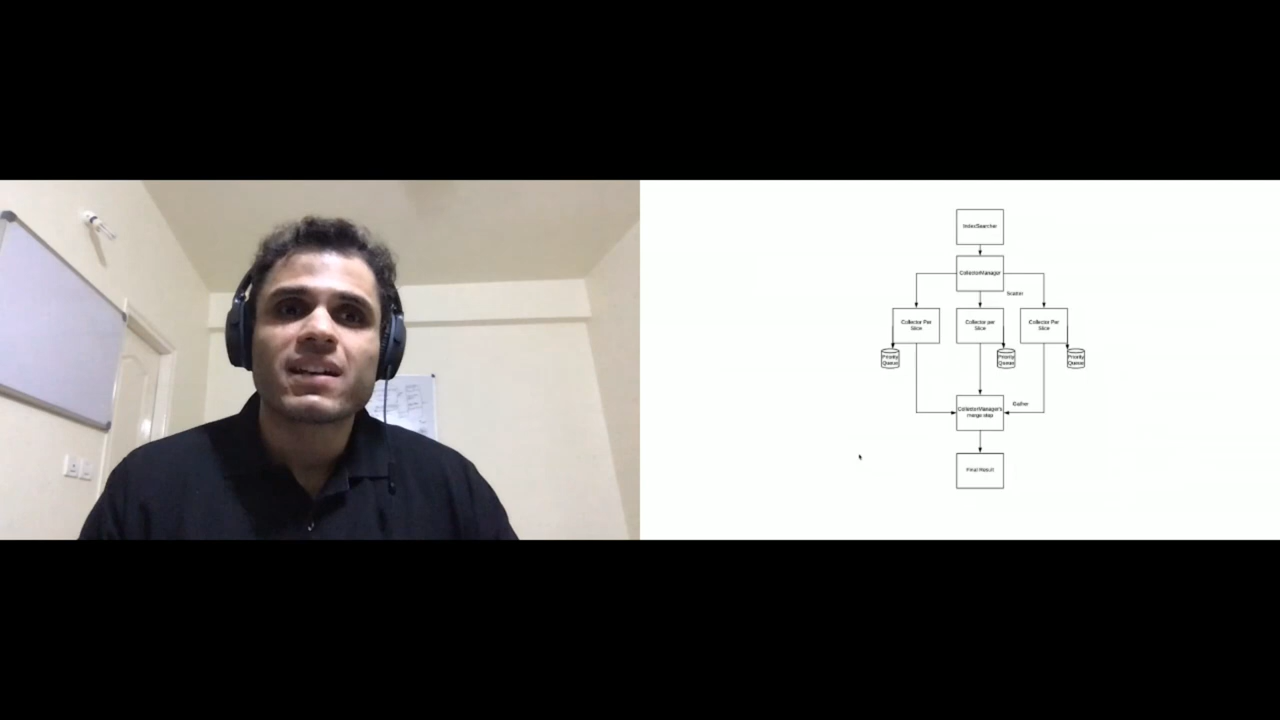 IndexSearcher
CollectorManager
Scatter
Collector Per
Slice
Collector per
Slice
Collector Per
Slice
Priority
Queue
Priority
Queue
Priority
Queue
Gather
CollectorManager's
merge step
Final Result